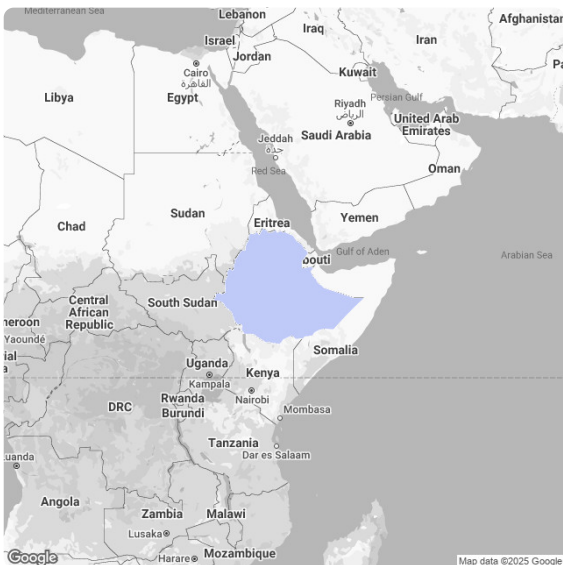 Mediterranean Sea
Lebanon
Afghanistan
Iraq
Israel
Iran
Jordan
Cairo
القاهرة
Kuwait
Persian Gulf
Libya
Egypt
Riyadh
الرياض
United Arab
Emirates
Jeddah
جدة
Saudi Arabia
Oman
Red Sea
Sudan
Chad
Eritrea
Yemen
Gulf of Aden
Arabian Sea
bouti
South Sudan
Central
African
Republic
meroon
Yaoundé
Somalia
Uganda
Kampala
Kenya
Nairobi
Rwanda
Burundi
DRC
Mombasa
Tanzania
Dar es Salaam
uanda
Angola
Zambia
Malawi
Lusaka
Harare
Mozambique
Google
Map data ©2025 Google